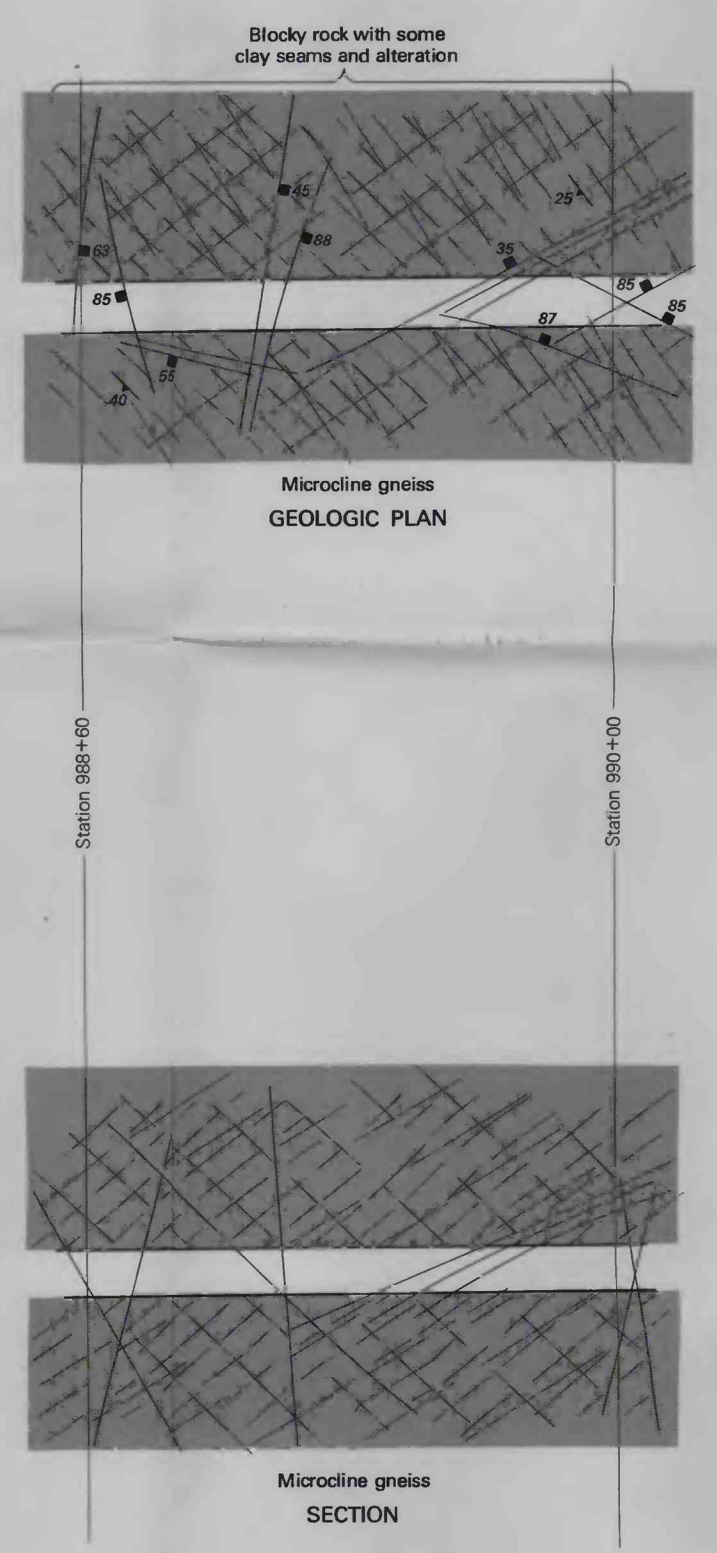 Blocky rock with some
clay seams and alteration
45
25
88
63
35
85
85
85
87
55
40
Microcline gneiss
GEOLOGIC PLAN
Station 988+60
Station 990+00
Microcline gneiss
SECTION